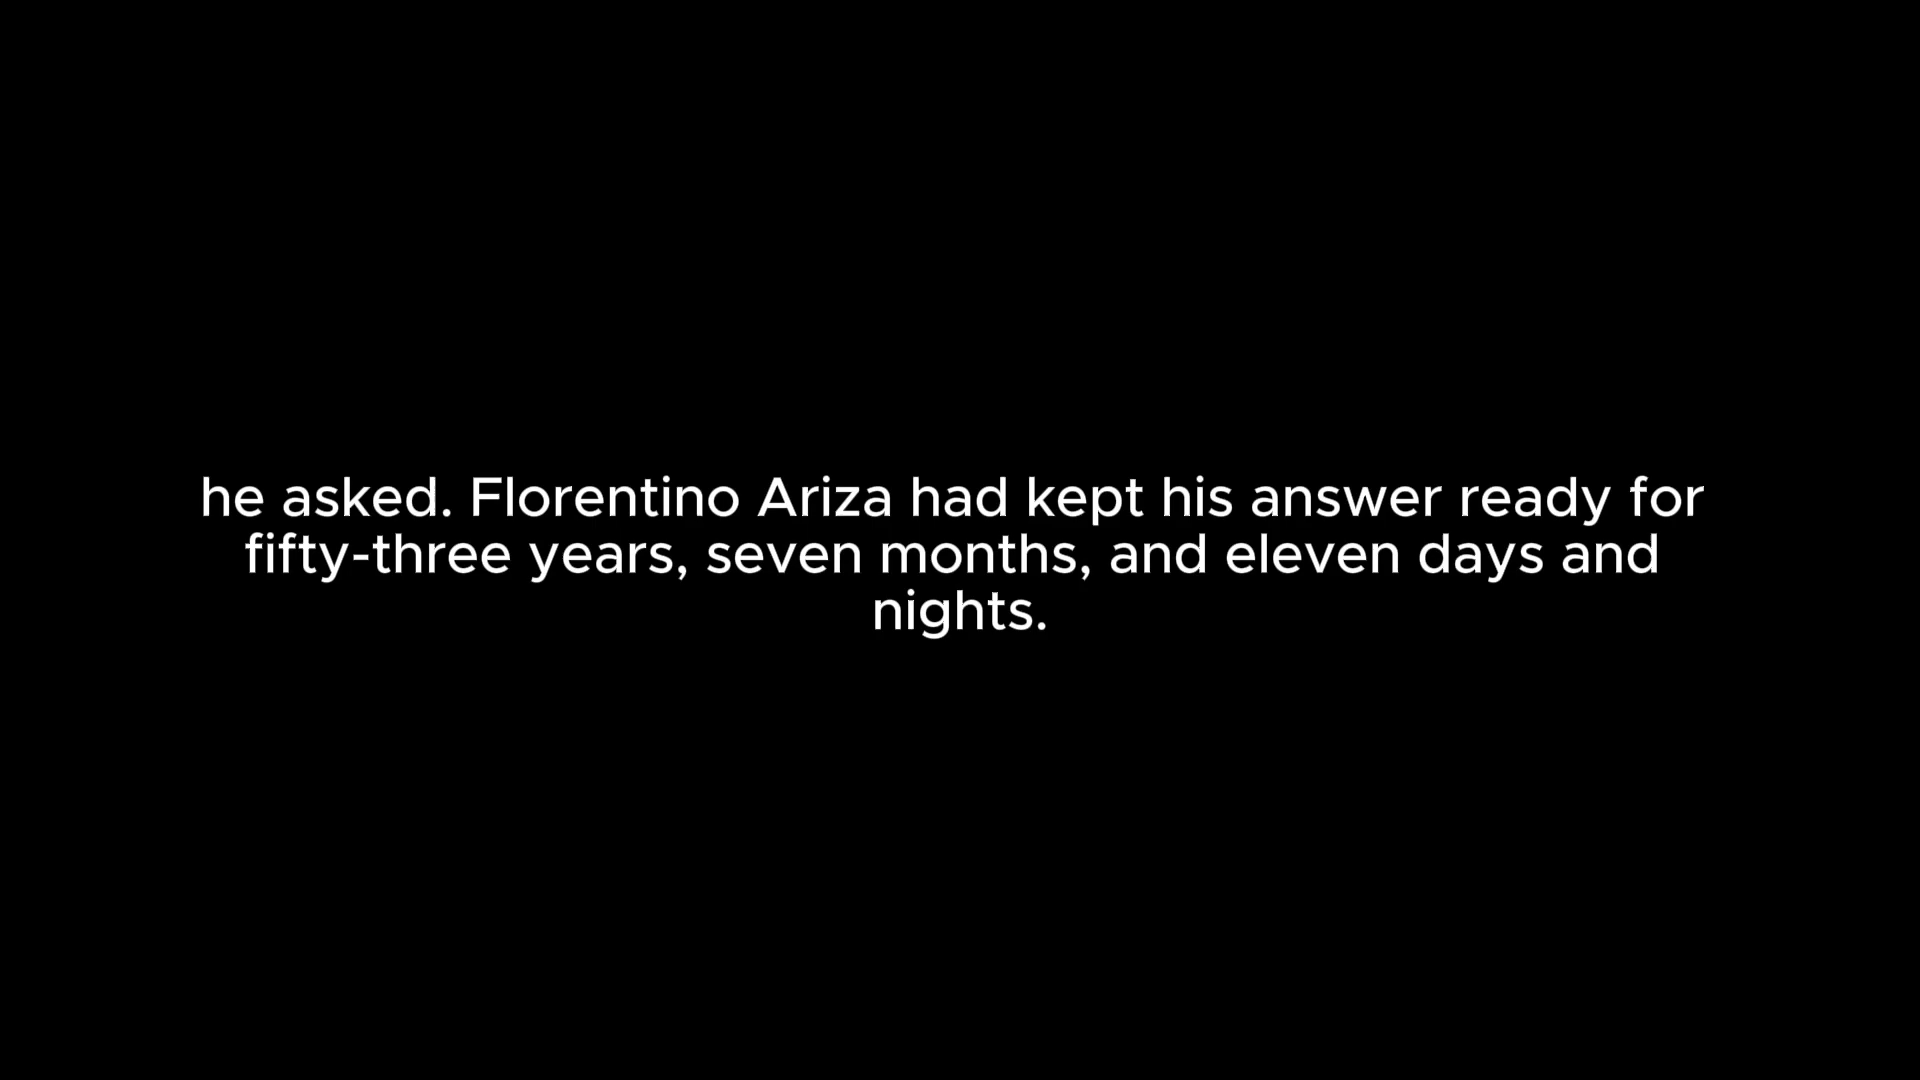 he asked. Florentino Ariza had kept his answer ready for
fifty-three years, seven months, and eleven days and
nights.